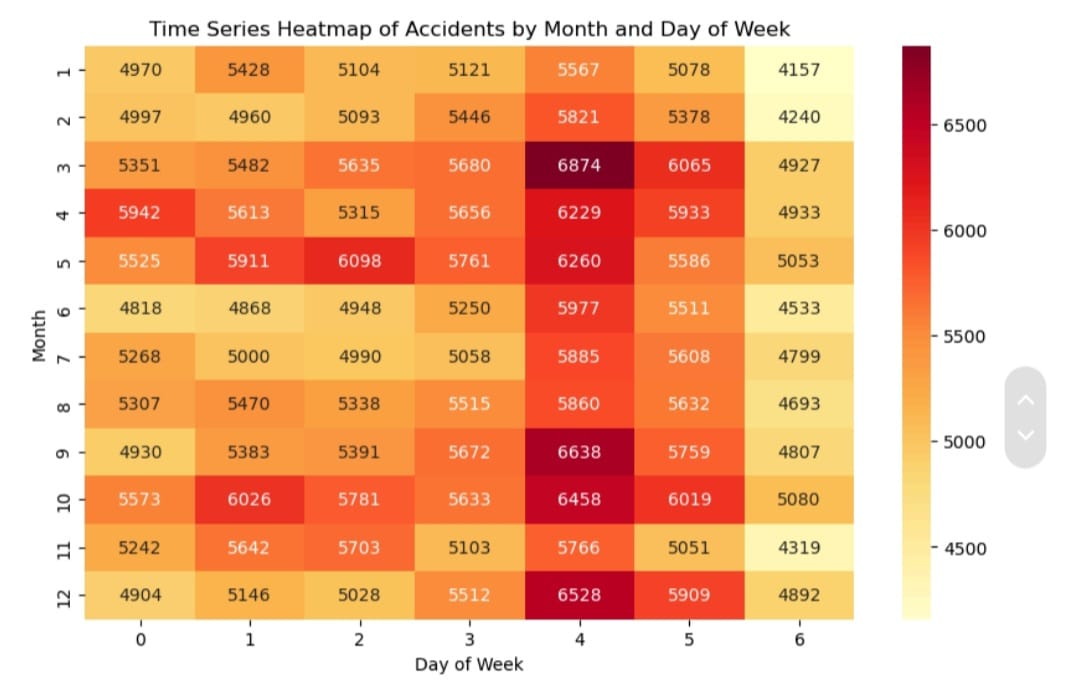 Time Series Heatmap of Accidents by Month and Day of Week
1 4970 5428 5104 5121 5567 5078 4157
2 4997 4960 5093 5446 5821 5378 4240
3 5351 5482 5635 5680 6874 6065 4927
4 5942 5613 5315 5656 6229 5933 4933
5 5525 5911 6098 5761 6260 5586 5053
6 4818 4868 4948 5250 5977 5511 4533
7 5268 5000 4990 5058 5885 5608 4799
8 5307 5470 5338 5515 5860 5632 4693
9 4930 5383 5391 5672 6638 5759 4807
10 5573 6026 5781 5633 6458 6019 5080
11 5242 5642 5703 5103 5766 5051 4319
12 4904 5146 5028 5512 6528 5909 4892
0 1 2 3 4 5 6
Day of Week
Month
6500
6000
5500
5000
4500